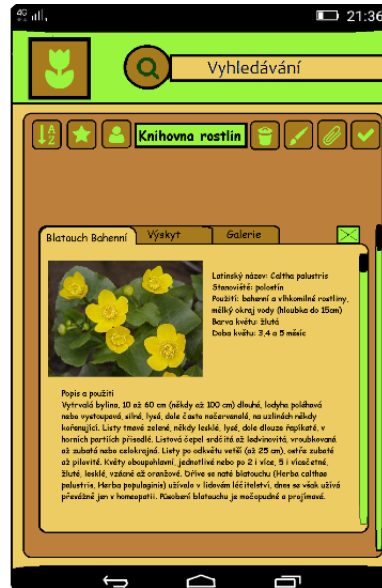 4G 21:36
Vyhledávání
A
Z
Knihovna rostlin
Blatouch Bahenní Výskyt Galerie
Latinský název: Caltha palustris
Stanoviště: polostín
Použití: bahenní a vlhkomilné rostliny,
mělký okraj vody (hloubka do 15cm)
Barva květu: žlutá
Doba květu: 3,4 a 5 měsíc
Popis a použití
Vytrvalá bylina, 10 až 60 cm (někdy až 100 cm) dlouhá, lodyha poléhavá
nebo vystoupavá, silná, lysá, dole často načervenalá, na uzlinách někdy
kořenující. Listy tmavě zelené, někdy lesklé, lysé, dole dlouze řapíkaté, v
horních partiích přisedlé. Listová čepel srdčitá až ledvinovitá, vroubkovaná
až zubatá nebo celokrajná. Listy po odkvětu větší (až 25 cm), ostře zubaté
až pilovité. Květy oboupohlavní, jednotlivé nebo po 2 i více, 5 i vícečetné,
žluté, lesklé, vzácně až oranžové. Dříve se nať blatouchu (Herba calthae
palustris, Herba populaginis) užívalo v lidovém léčitelství, dnes se však užívá
převážně jen v homeopatii. Působení blatouchu je močopudné a projímavé.